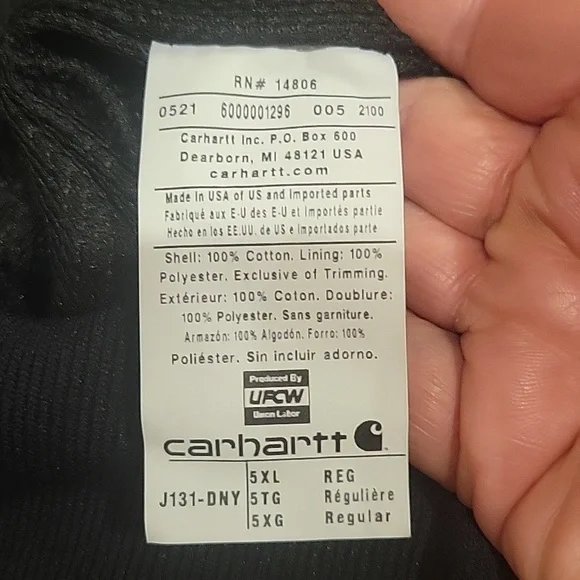 RN# 14806
0521 6000001296 005 2100
Carhartt Inc. P.O. Box 600
Dearborn, MI 48121 USA
carhartt.com
Made In USA of US and Imported parts
Fabriqué aux E-U des E-U et importés partie
Hecho en los EE.UU. de US e Importados parte
Shell: 100% Cotton. Lining: 100%
Polyester. Exclusive of Trimming.
Extérieur: 100% Coton. Doublure:
100% Polyester. Sans garniture.
Armazón: 100% Algodón. Forro: 100%
Poliéster. Sin incluir adorno.
Produced By
UFCW
Union Labor
carhartt
5XL REG
J131-DNY 5TG Régulière
5XG Regular